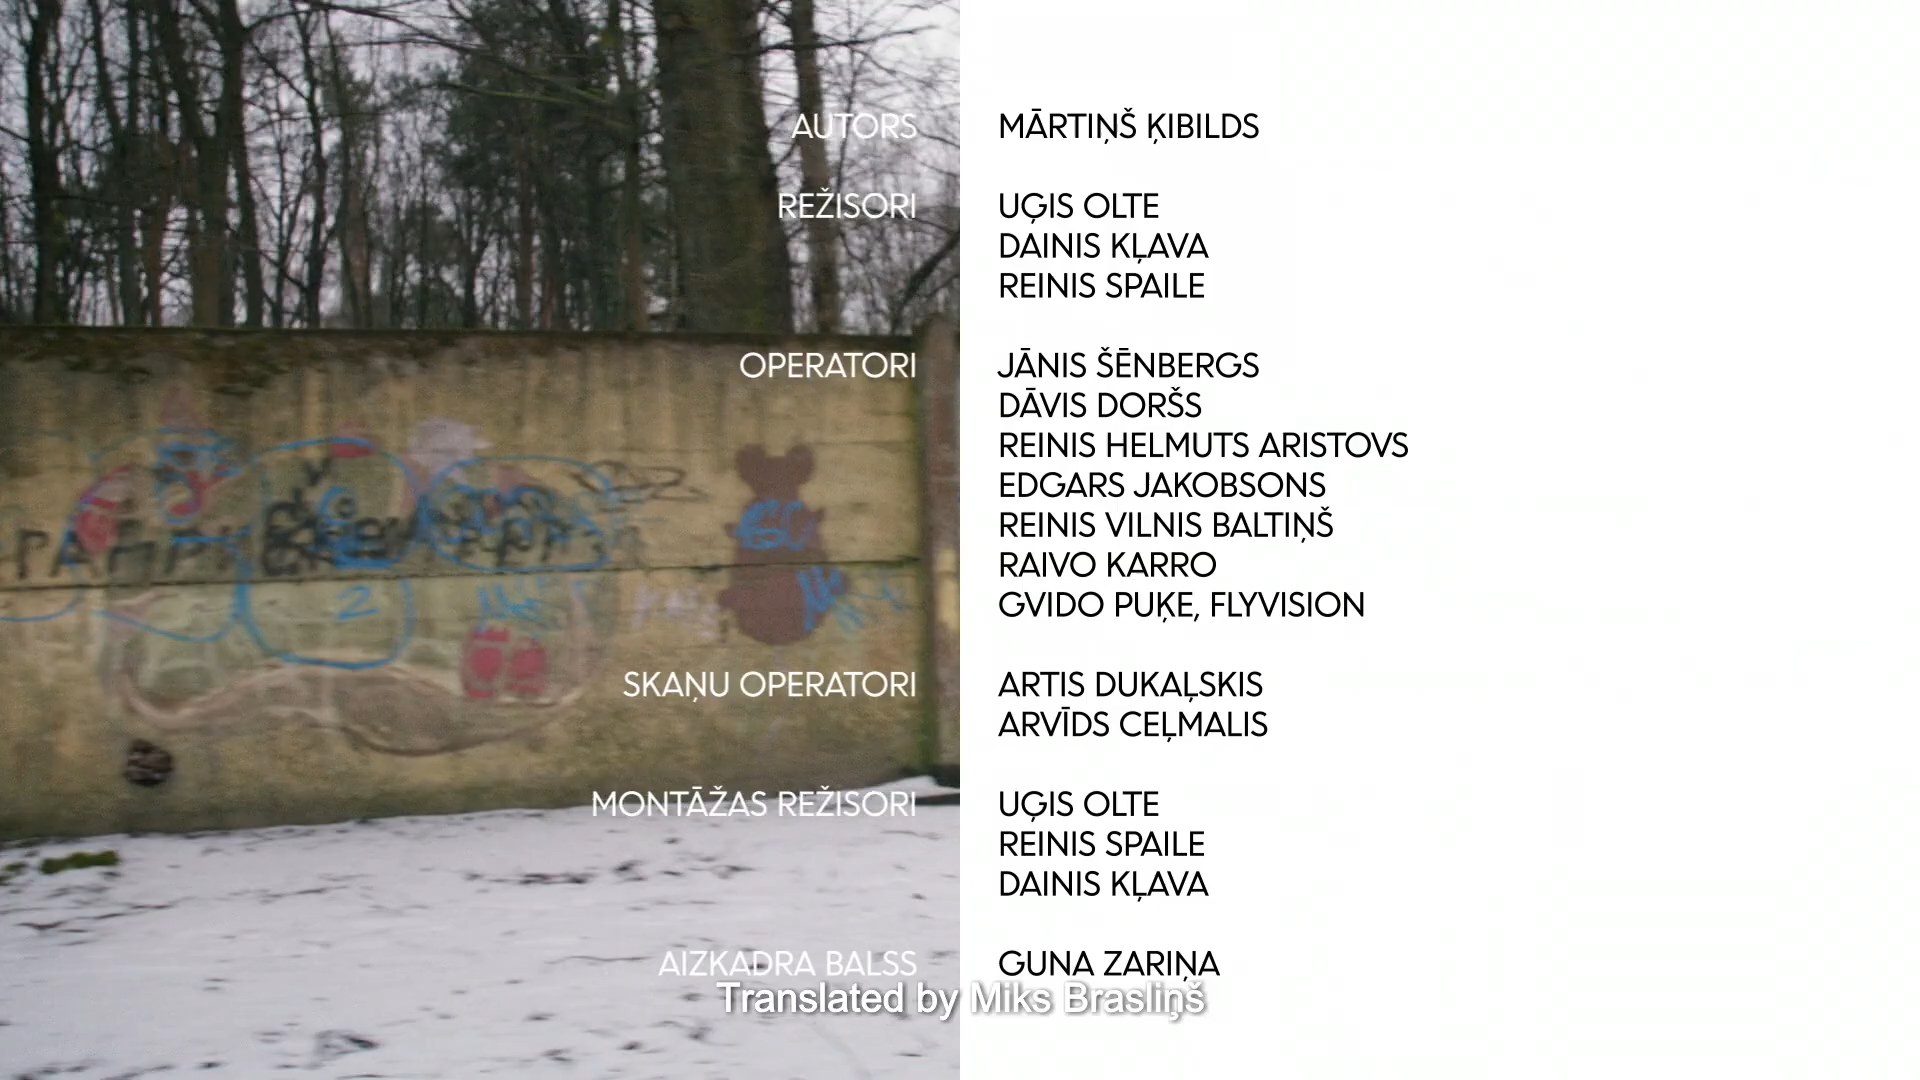 AUTORS MĀRTIŅŠ ĶIBILDS
REŽISORI UĢIS OLTE
DAINIS KĻAVA
REINIS SPAILE
OPERATORI JĀNIS ŠĒNBERGS
DĀVIS DORŠS
REINIS HELMUTS ARISTOVS
EDGARS JAKOBSONS
REINIS VILNIS BALTIŅŠ
RAIVO KARRO
GVIDO PUĶE, FLYVISION
SKAŅU OPERATORI ARTIS DUKAĻSKIS
ARVĪDS CEĻMALIS
MONTĀŽAS REŽISORI UĢIS OLTE
REINIS SPAILE
DAINIS KĻAVA
AIZKADRA BALSS GUNA ZARIŅA
Translated by Miks Brasliņš
2